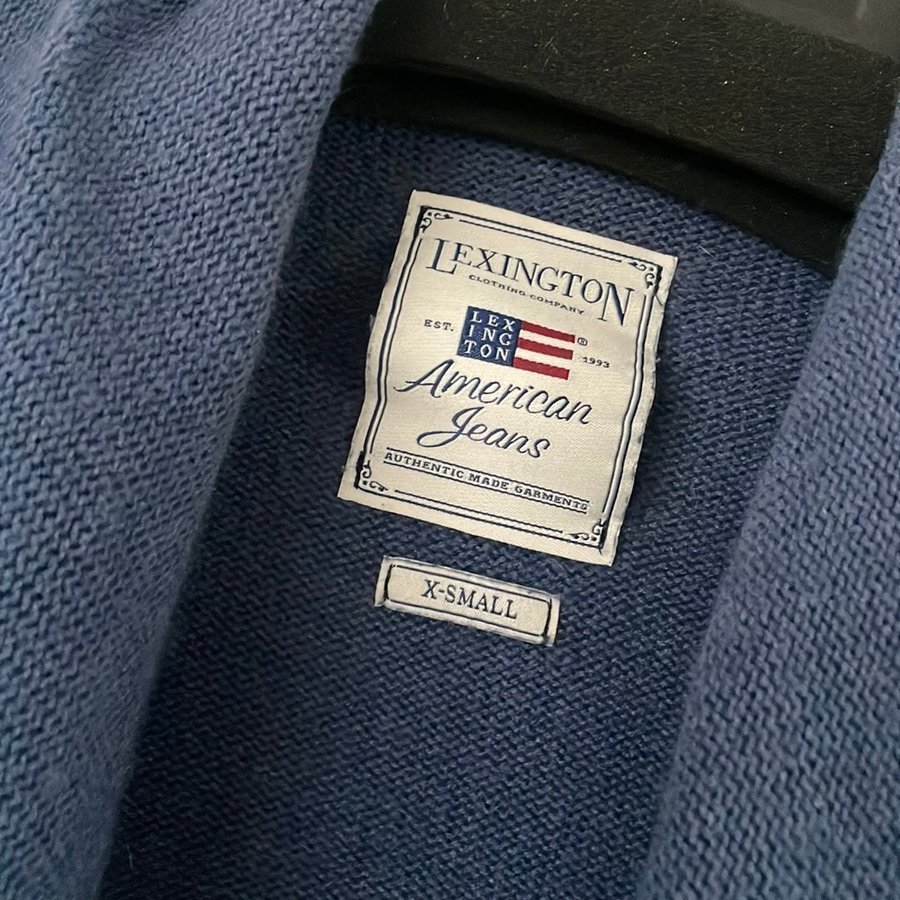 LEXINGTON
CLOTHING COMPANY
EST. LEX ING TON ® 1993
American
Jeans
AUTHENTIC MADE GARMENTS
X-SMALL